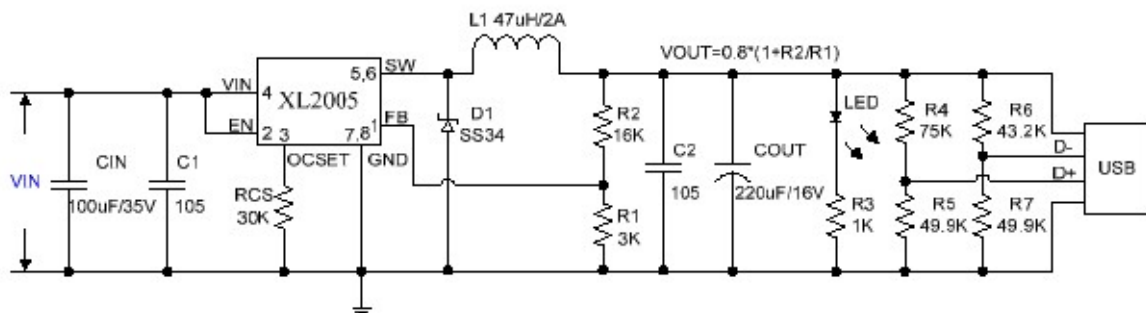 L1 47uH/2A
VOUT=0.8*(1+R2/R1)
5,6 SW
VIN 4
XL2005
D1
SS34
FB
1
EN 2
3
7,8
OCSET GND
R2
16K
LED
R4
75K
R6
43.2K
D-
D+
USB
VIN
CIN
100uF/35V
C1
105
RCS
30K
C2
105
COUT
220uF/16V
R1
3K
R3
1K
R5
49.9K
R7
49.9K